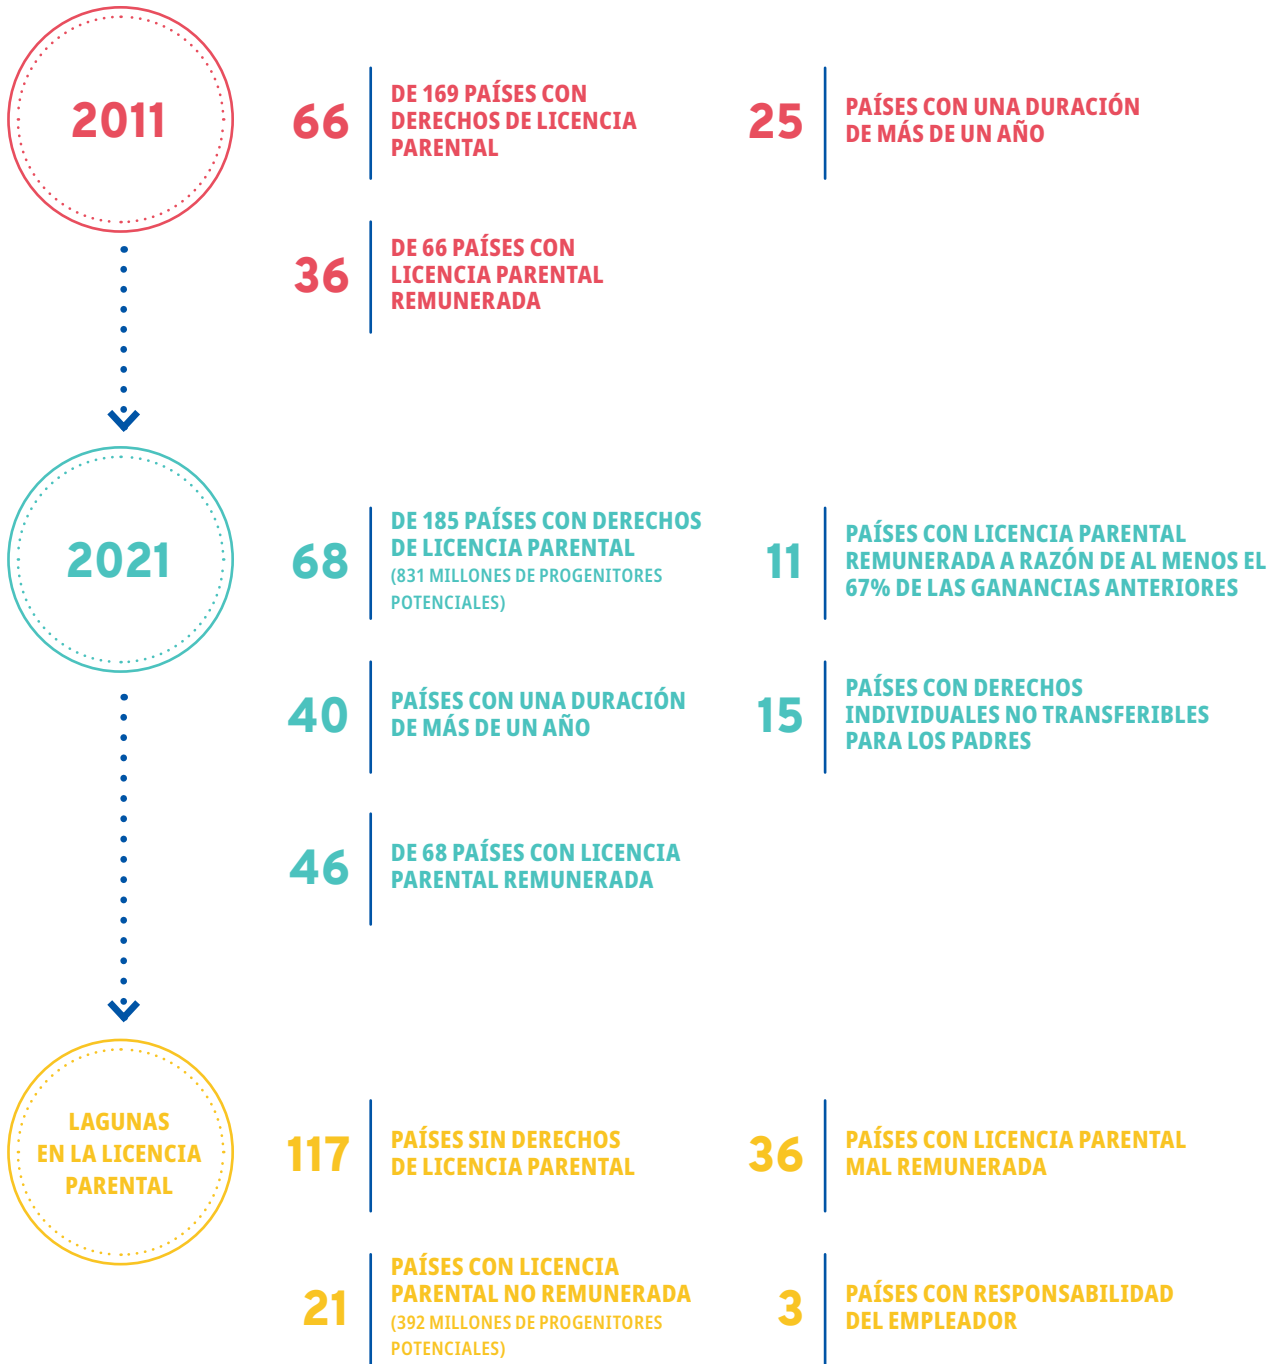 2011
66
DE 169 PAÍSES CON
DERECHOS DE LICENCIA
PARENTAL
25
PAÍSES CON UNA DURACIÓN
DE MÁS DE UN AÑO
36
DE 66 PAÍSES CON
LICENCIA PARENTAL
REMUNERADA
2021
68
DE 185 PAÍSES CON DERECHOS
DE LICENCIA PARENTAL
(831 MILLONES DE PROGENITORES
POTENCIALES)
11
PAÍSES CON LICENCIA PARENTAL
REMUNERADA A RAZÓN DE AL MENOS EL
67% DE LAS GANANCIAS ANTERIORES
40
PAÍSES CON UNA DURACIÓN
DE MÁS DE UN AÑO
15
PAÍSES CON DERECHOS
INDIVIDUALES NO TRANSFERIBLES
PARA LOS PADRES
46
DE 68 PAÍSES CON LICENCIA
PARENTAL REMUNERADA
LAGUNAS
EN LA LICENCIA
PARENTAL
117
PAÍSES SIN DERECHOS
DE LICENCIA PARENTAL
36
PAÍSES CON LICENCIA PARENTAL
MAL REMUNERADA
21
PAÍSES CON LICENCIA
PARENTAL NO REMUNERADA
(392 MILLONES DE PROGENITORES
POTENCIALES)
3
PAÍSES CON RESPONSABILIDAD
DEL EMPLEADOR